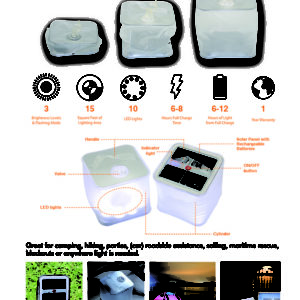 3
15
10
6-8
6-12
1
Brightness Levels
& Flashing Mode
Square Feet of
Lighting Area
LED Lights
Hours Full Charge
Time
Hours of Light
from Full Charge
Year Warranty
Handle
Indicator
light
Solar Panel with
Rechargeable
Batteries
Valve
ON/OFF
Button
LED lights
Cylinder
Great for camping, hiking, parties, (car) roadside assistance, sailing, maritime rescue,
blackouts or anywhere light is needed.